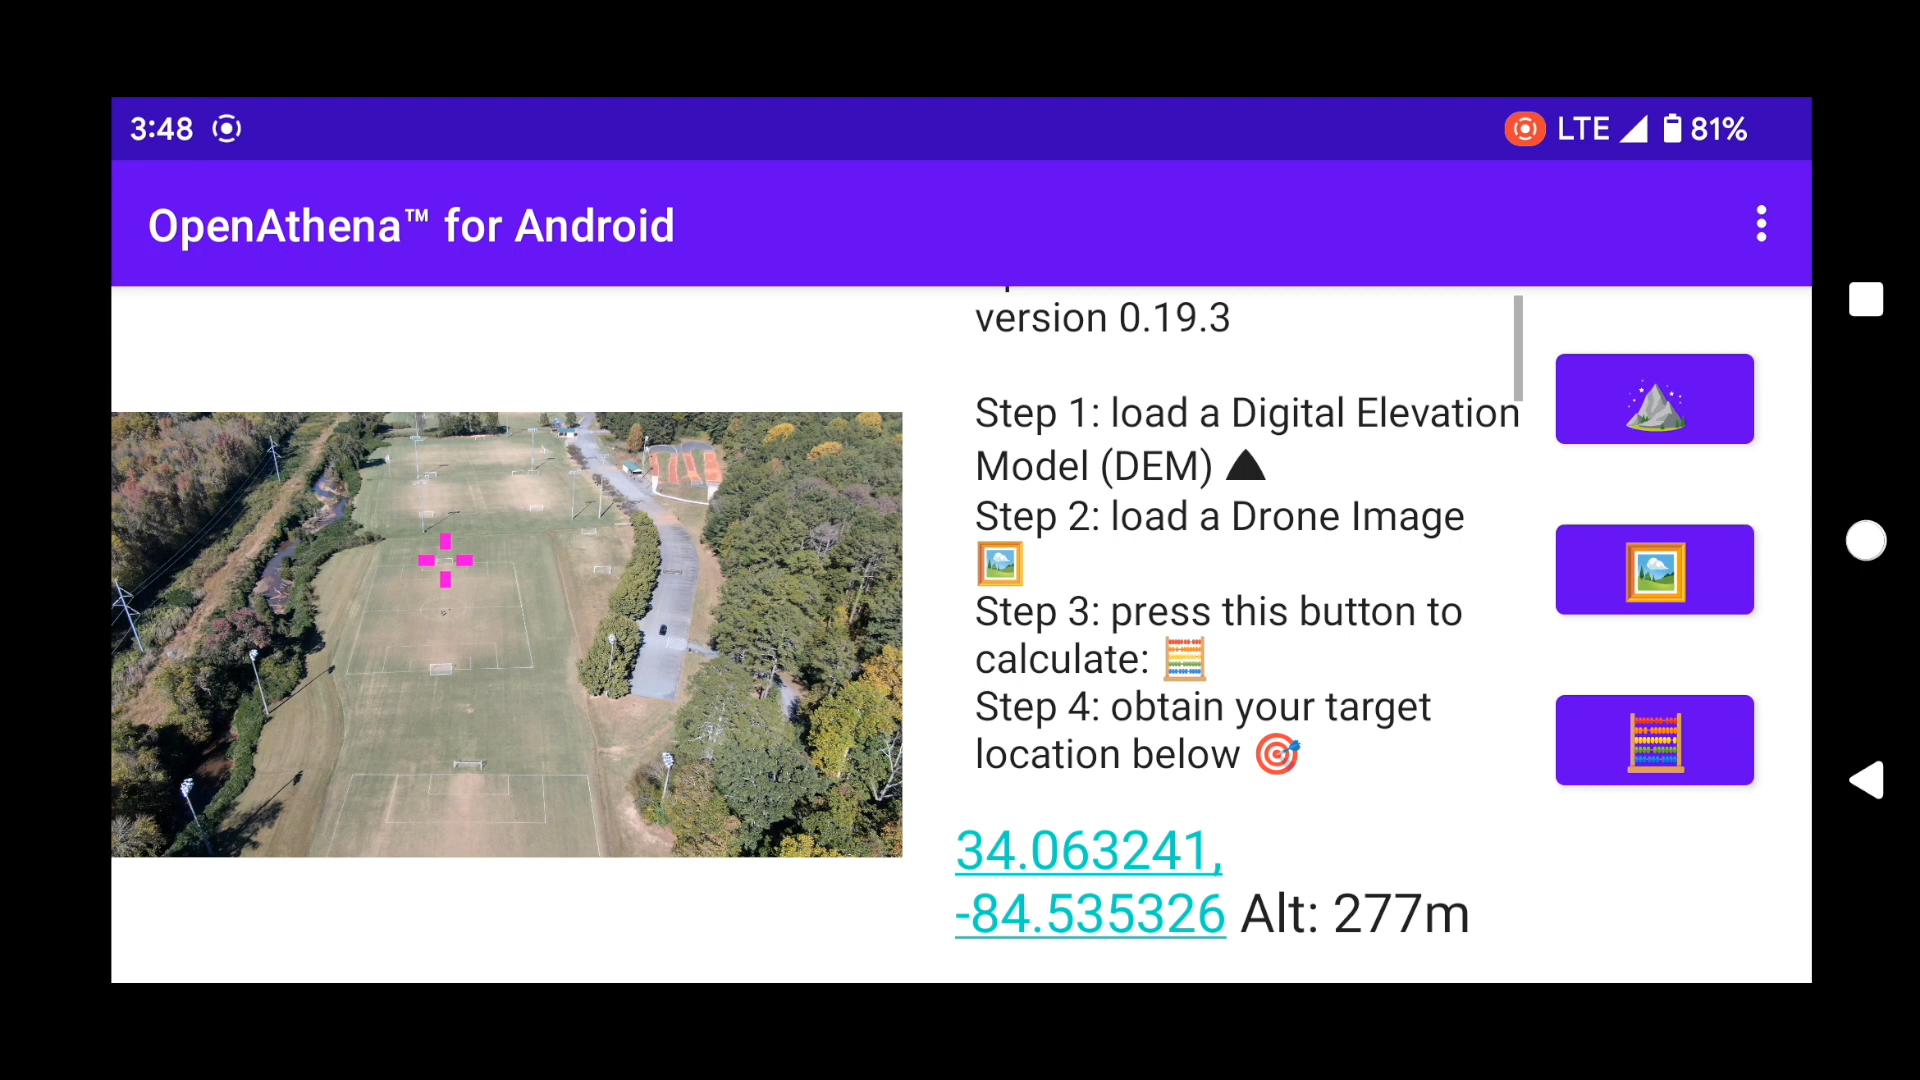 3:48
LTE 81%
OpenAthena™ for Android
version 0.19.3
Step 1: load a Digital Elevation
Model (DEM)
Step 2: load a Drone Image
Step 3: press this button to
calculate:
Step 4: obtain your target
location below
34.063241,
-84.535326 Alt: 277m